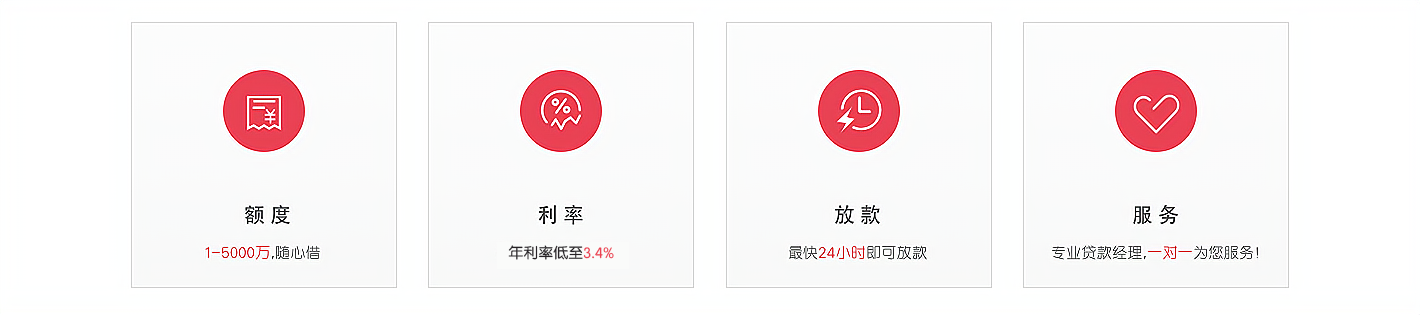 额度
1-5000万,随心借
利率
年利率低至3.4%
放款
最快24小时即可放款
服务
专业贷款经理,一对一为您服务!